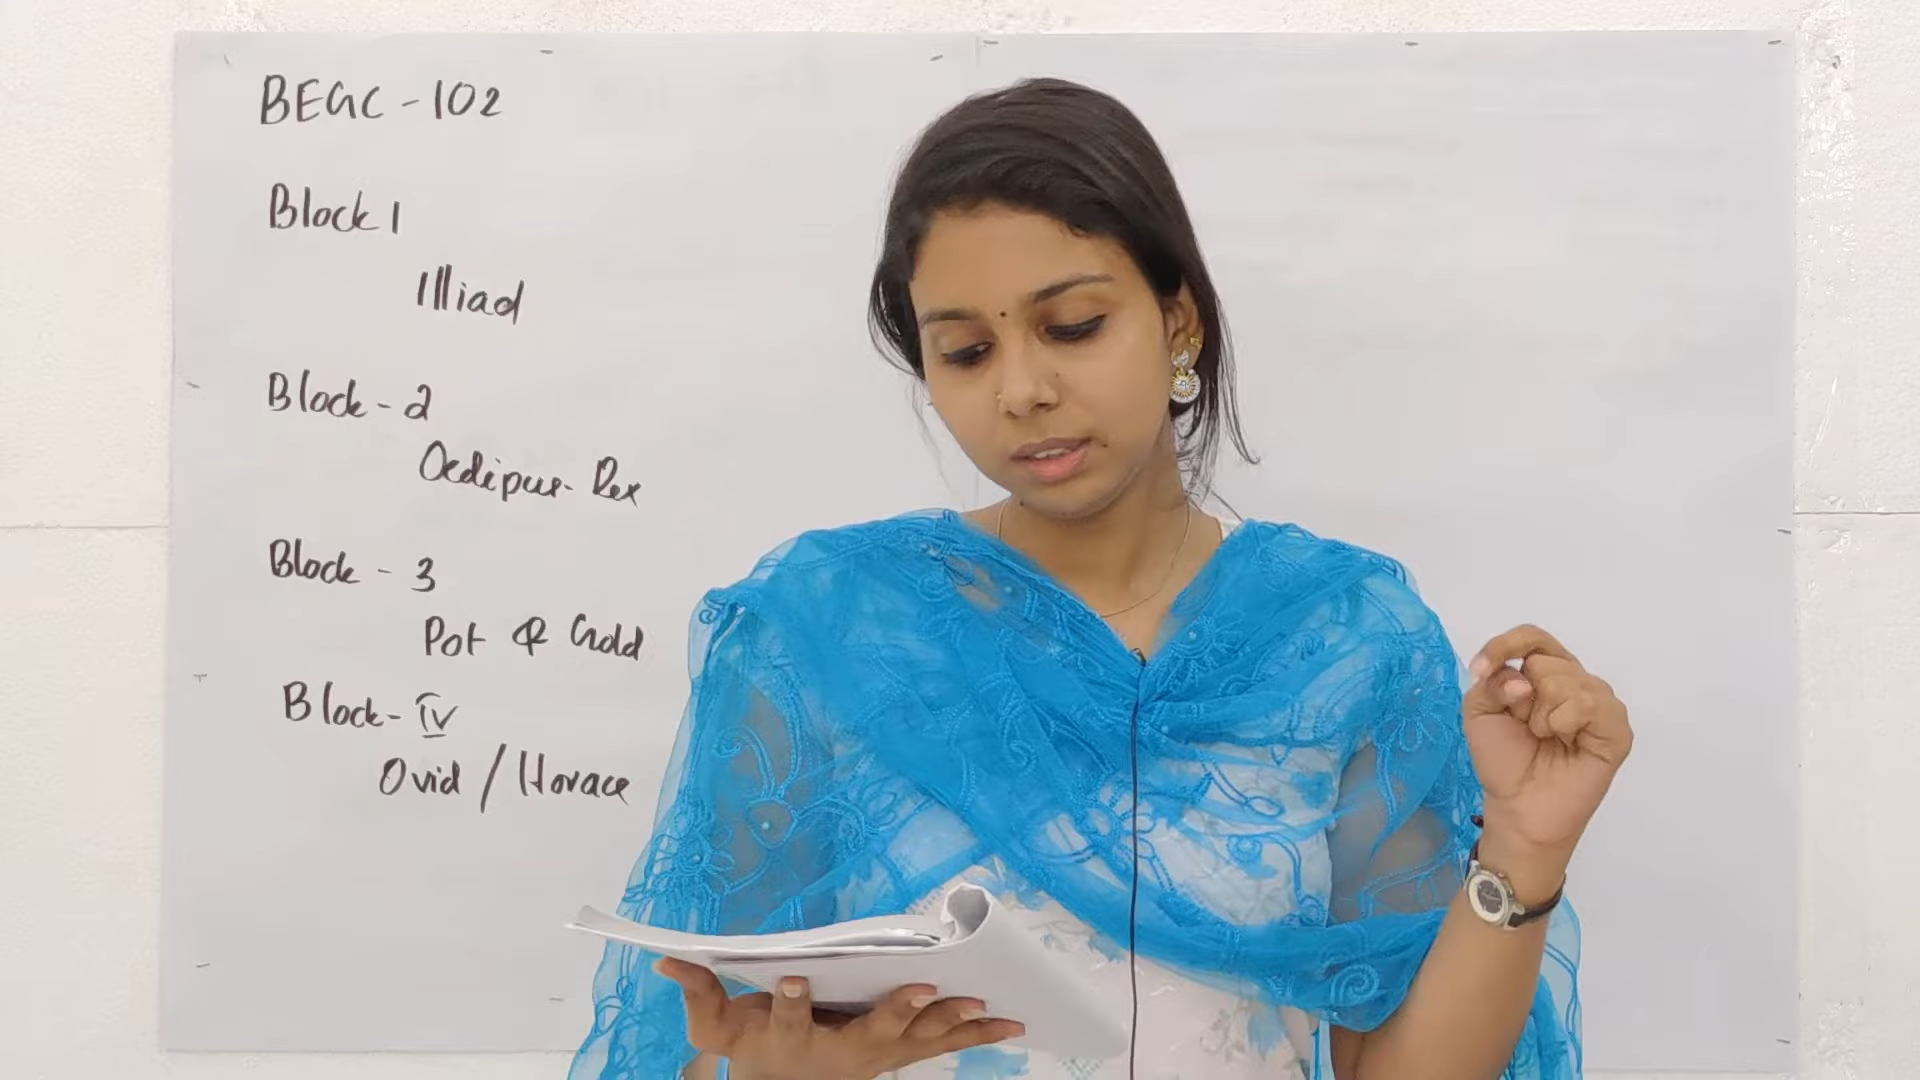 BEGC - 102
Block 1
Illiad
Block - 2
Oedipus - Rex
Block - 3
Pot of Gold
Block - IV
Ovid / Horace